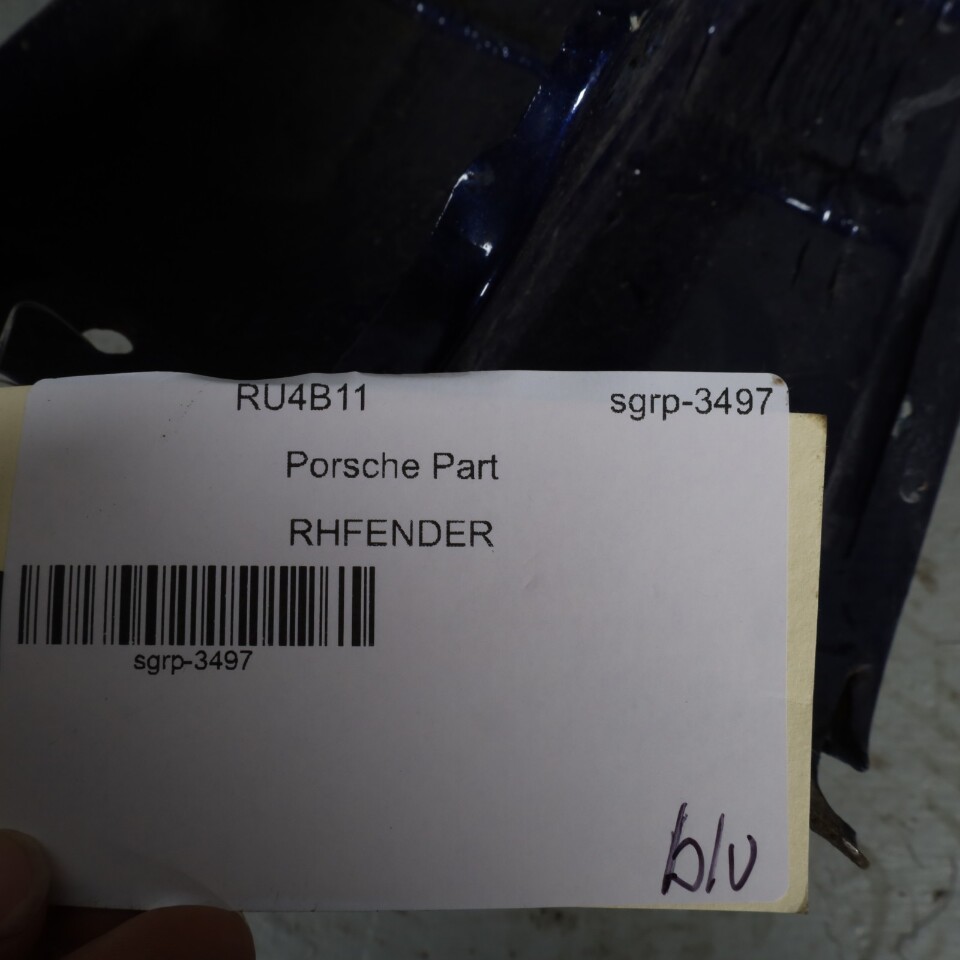 RU4B11 sgrp-3497
Porsche Part
RHFENDER
sgrp-3497
blu